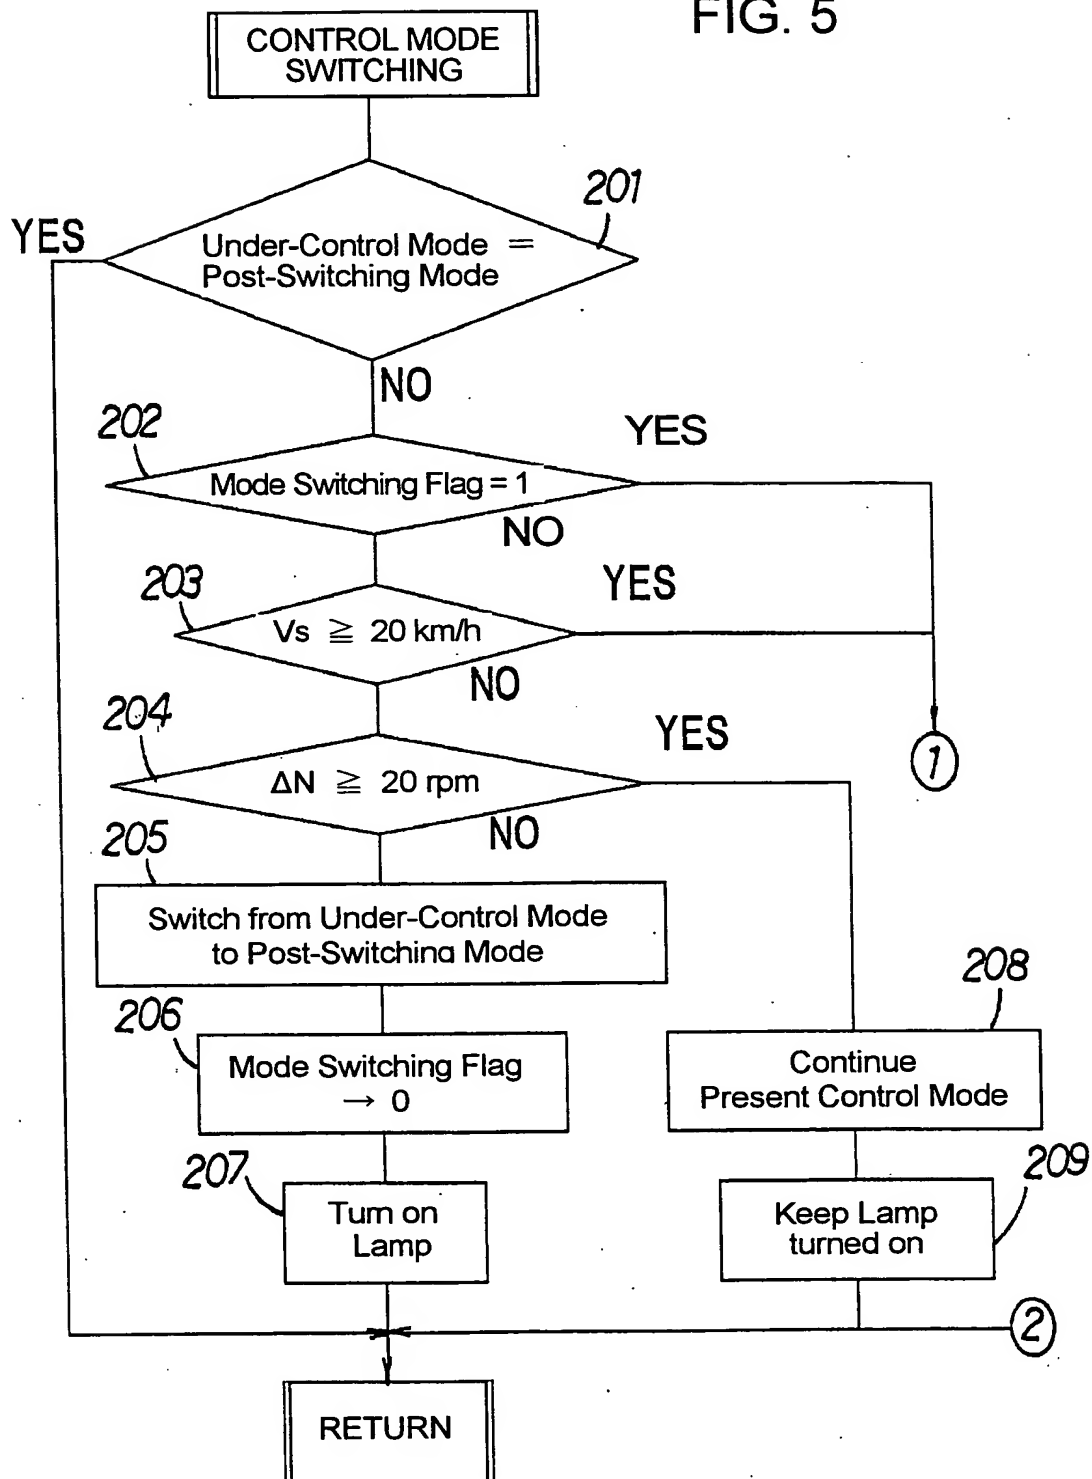 FIG. 5
CONTROL MODE
SWITCHING
201
YES
Under-Control Mode =
Post-Switching Mode
NO
202
YES
Mode Switching Flag = 1
NO
203
YES
Vs ≧ 20 km/h
NO
204
YES
ΔN ≧ 20 rpm
NO
1
205
Switch from Under-Control Mode
to Post-Switching Mode
206
Mode Switching Flag
→ 0
208
Continue
Present Control Mode
207
Turn on
Lamp
209
Keep Lamp
turned on
2
RETURN